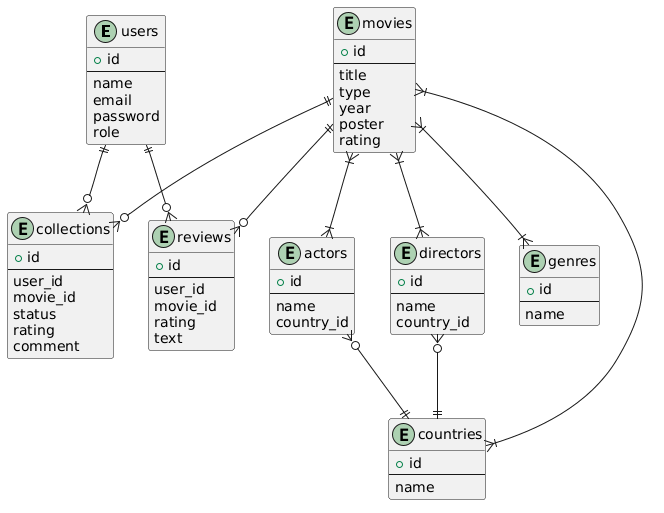 E users
id
name
email
password
role
E movies
id
title
type
year
poster
rating
E collections
id
user_id
movie_id
status
rating
comment
E reviews
id
user_id
movie_id
rating
text
E actors
id
name
country_id
E directors
id
name
country_id
E genres
id
name
E countries
id
name